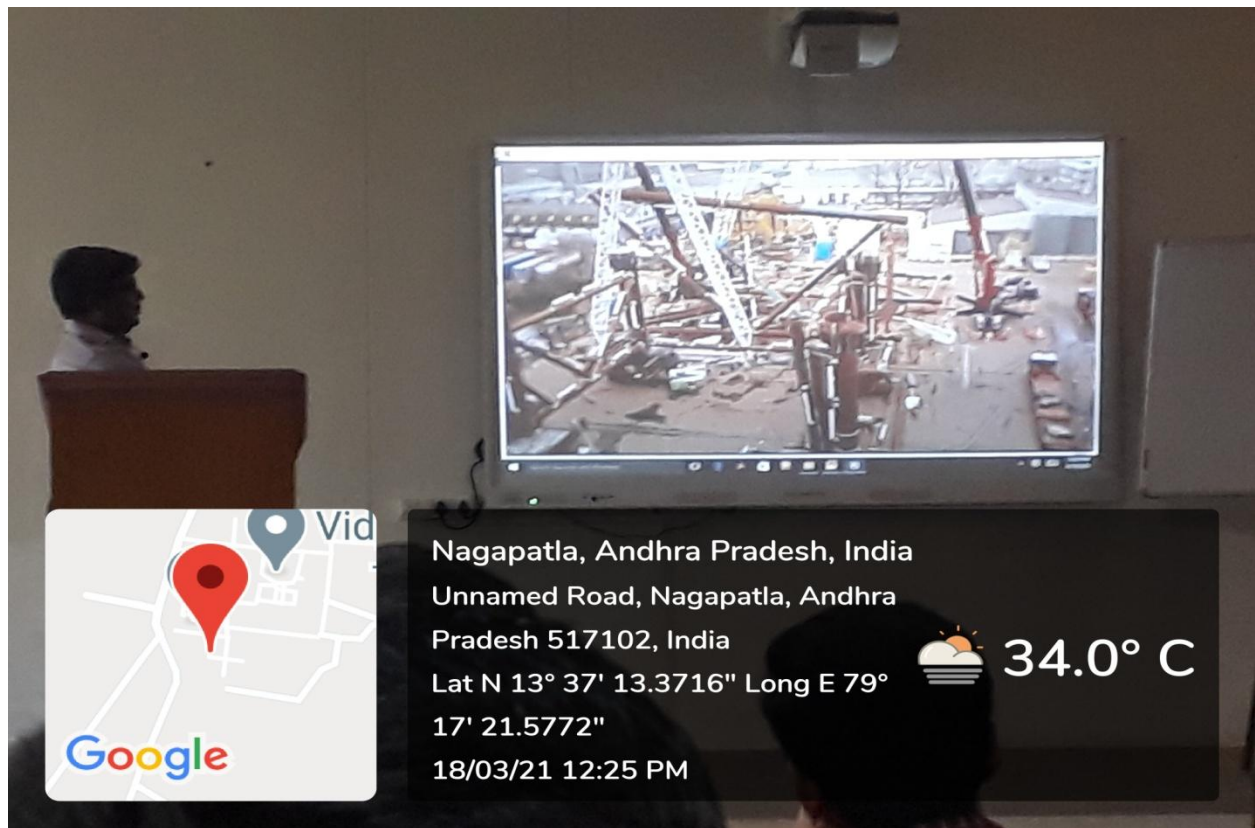 Vid
Google
Nagapatla, Andhra Pradesh, India
Unnamed Road, Nagapatla, Andhra
Pradesh 517102, India
Lat N 13° 37' 13.3716" Long E 79°
17' 21.5772"
18/03/21 12:25 PM
34.0° C